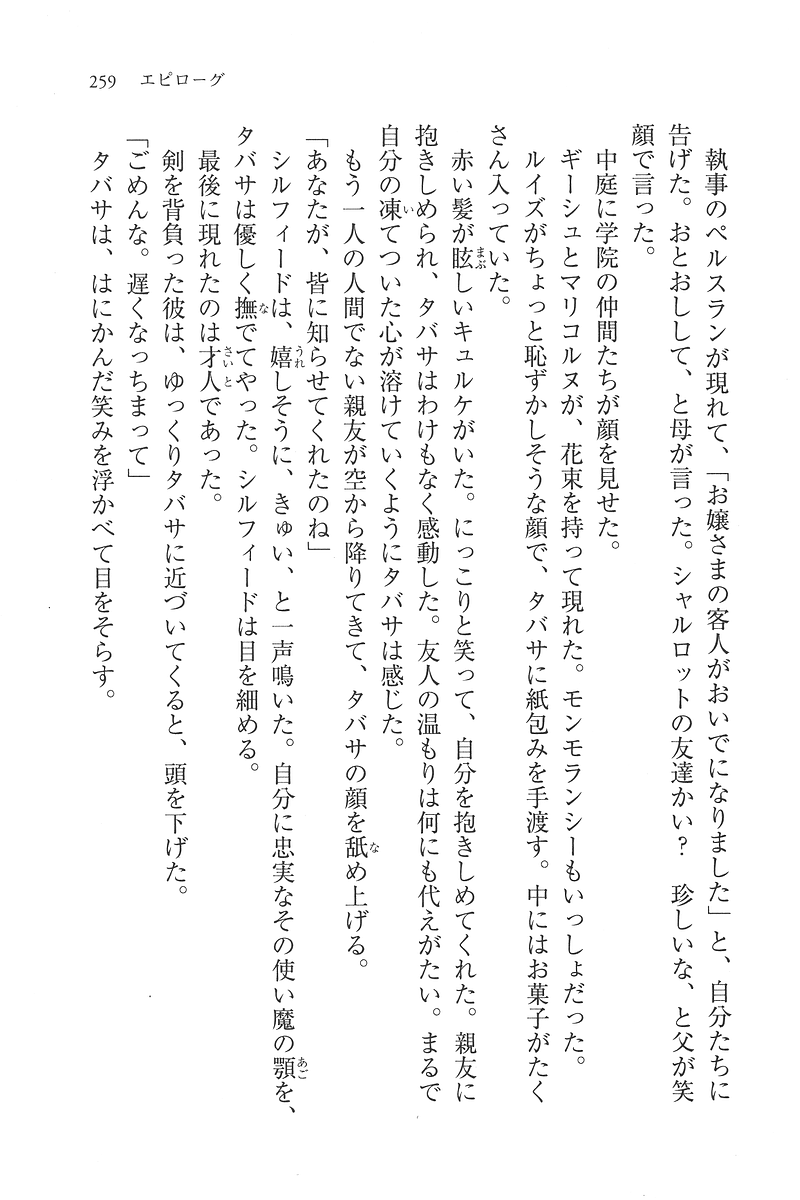 259　エピローグ
　執事のペルスランが現れて、「お嬢さまの客人がおいでになりました」と、自分たちに
告げた。おとおしして、と母が言った。シャルロットの友達かい？　珍しいな、と父が笑
顔で言った。
　中庭に学院の仲間たちが顔を見せた。
　ギーシュとマリコルヌが、花束を持って現れた。モンモランシーもいっしょだった。
　ルイズがちょっと恥ずかしそうな顔で、タバサに紙包みを手渡す。中にはお菓子がたく
さん入っていた。
　赤い髪が眩しいキュルケがいた。にっこりと笑って、自分を抱きしめてくれた。親友に
抱きしめられ、タバサはわけもなく感動した。友人の温もりは何にも代えがたい。まるで
自分の凍てついた心が溶けていくようにタバサは感じた。
　もう一人の人間でない親友が空から降りてきて、タバサの顔を舐め上げる。
「あなたが、皆に知らせてくれたのね」
　シルフィードは、嬉しそうに、きゅい、と一声鳴いた。自分に忠実なその使い魔の顎を、
タバサは優しく撫でてやった。シルフィードは目を細める。
　最後に現れたのは才人であった。
　剣を背負った彼は、ゆっくりタバサに近づいてくると、頭を下げた。
「ごめんな。遅くなっちまって」
　タバサは、はにかんだ笑みを浮かべて目をそらす。